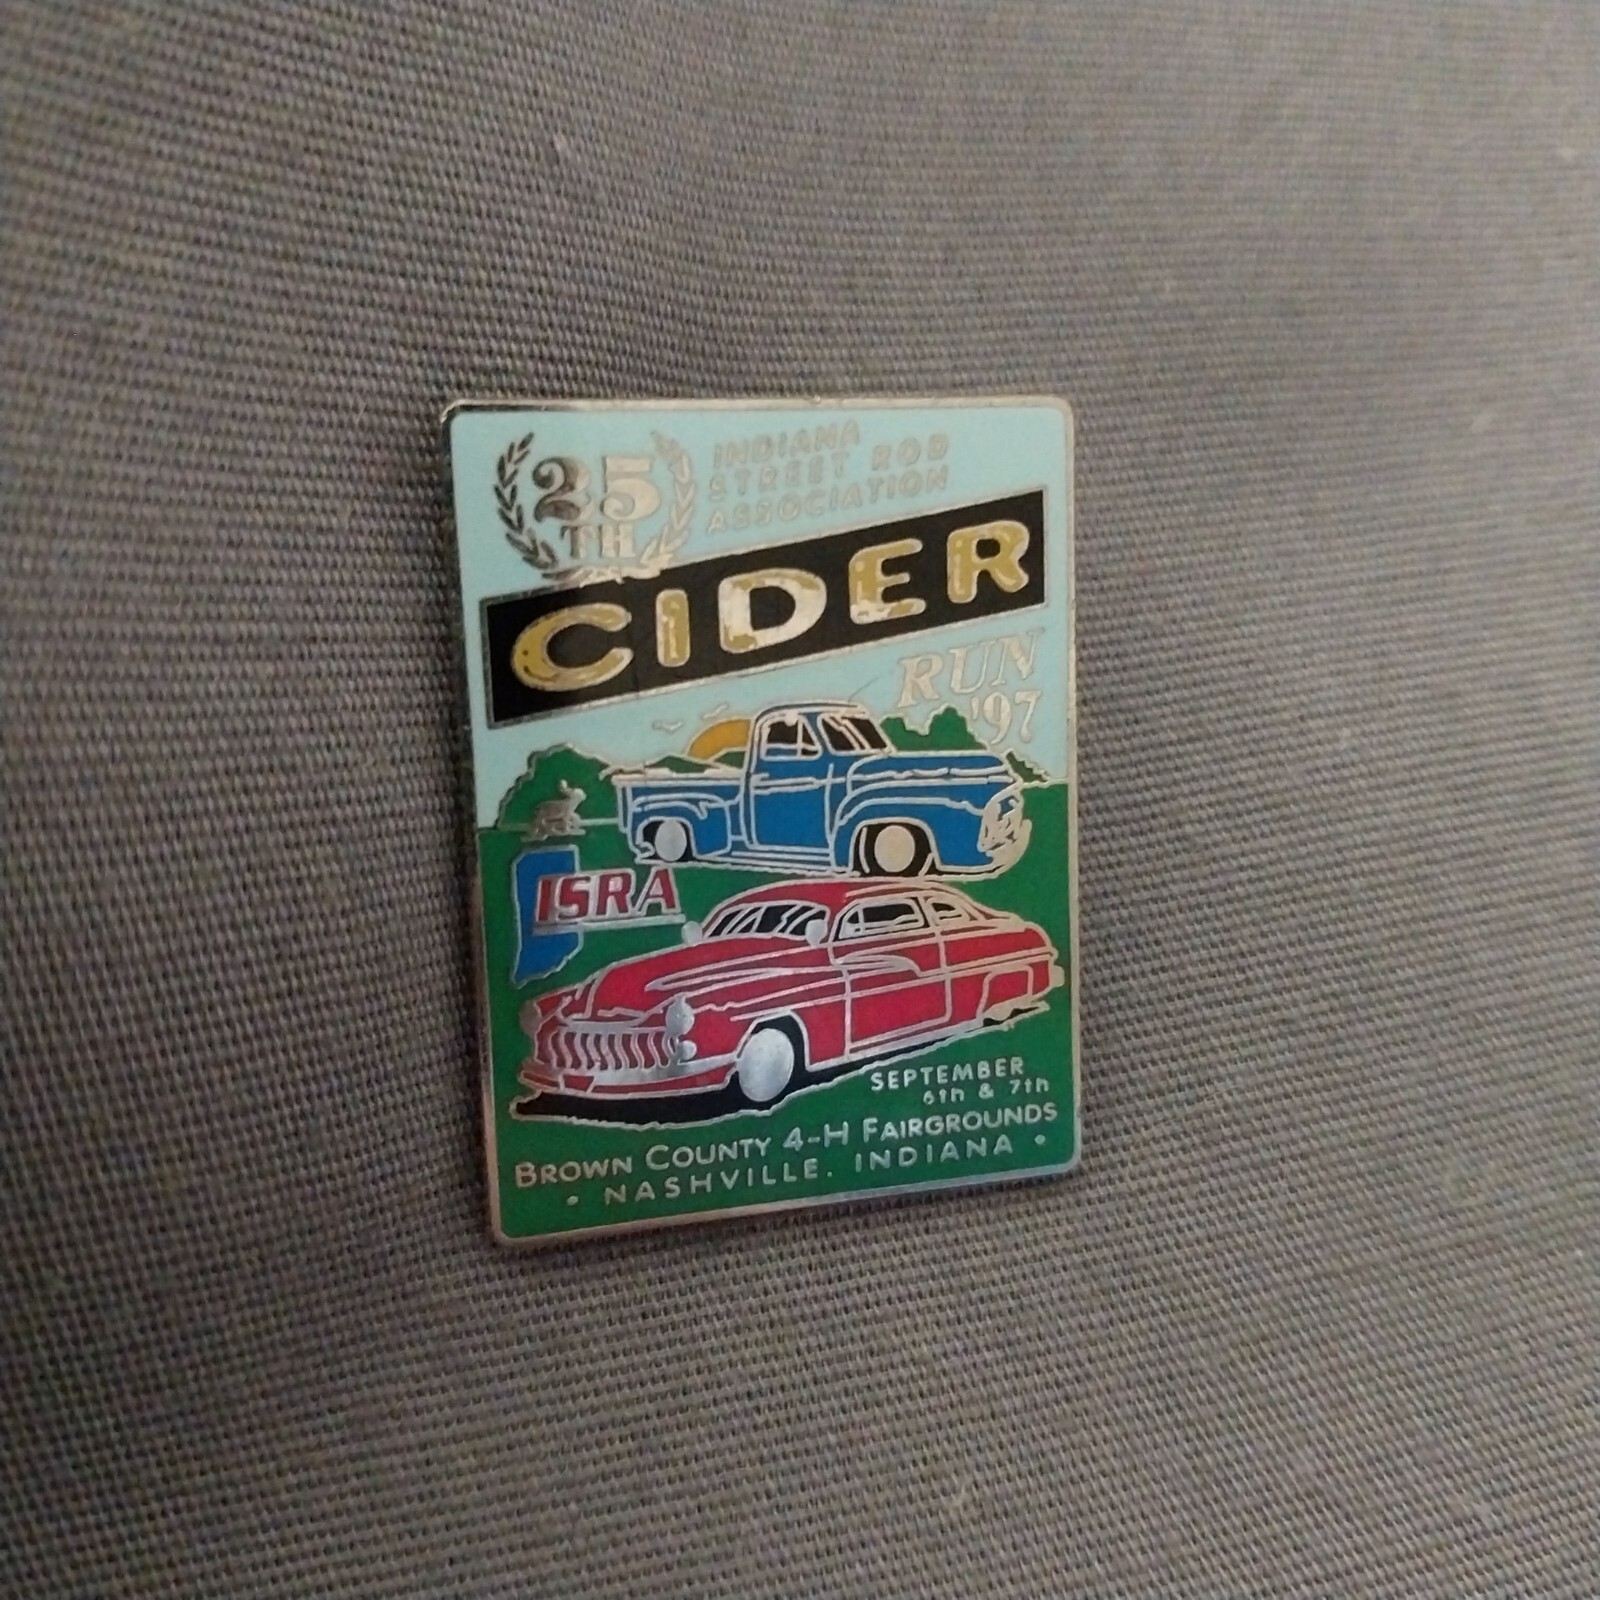 25
TH
INDIANA
STREET ROD
ASSOCIATION
CIDER
RUN
'97
ISRA
SEPTEMBER
6th & 7th
BROWN COUNTY 4-H FAIRGROUNDS
• NASHVILLE, INDIANA •